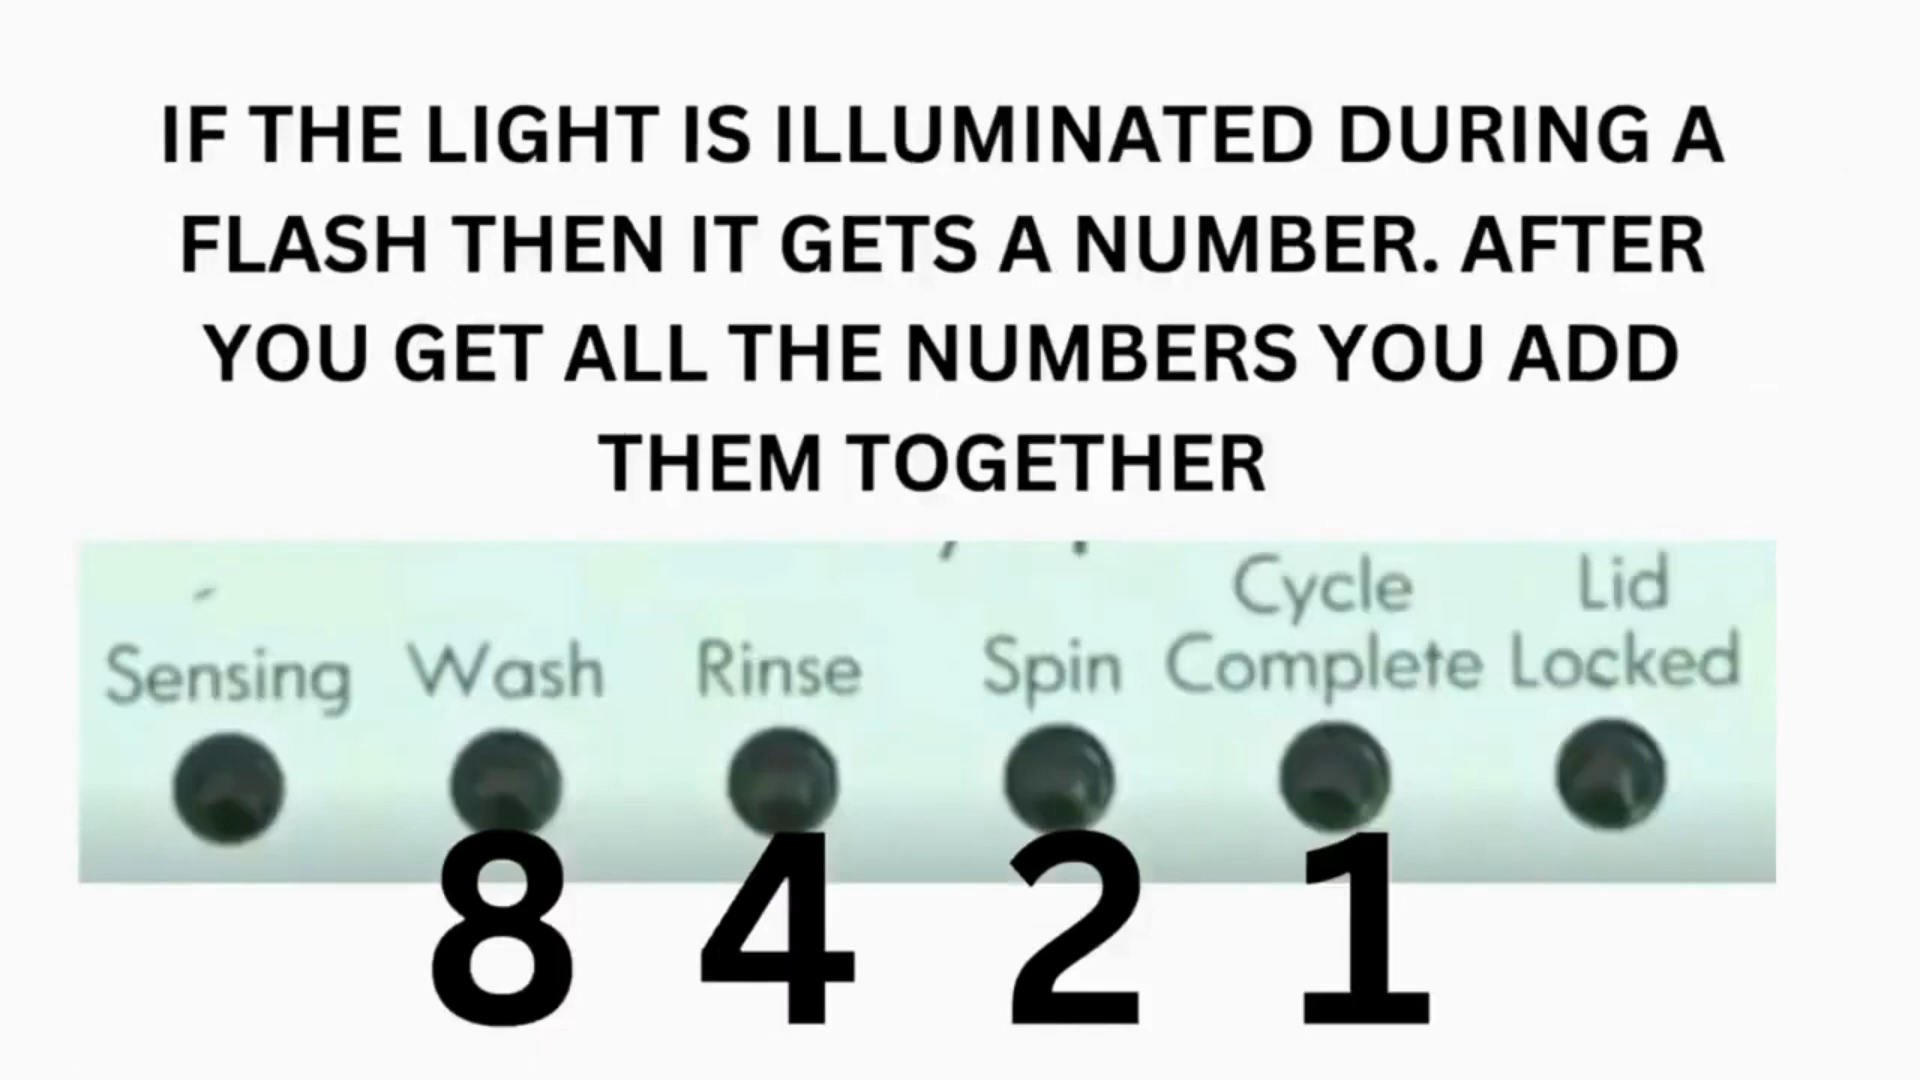 IF THE LIGHT IS ILLUMINATED DURING A
FLASH THEN IT GETS A NUMBER. AFTER
YOU GET ALL THE NUMBERS YOU ADD
THEM TOGETHER
Cycle Lid
Sensing Wash Rinse Spin Complete Locked
8 4 2 1